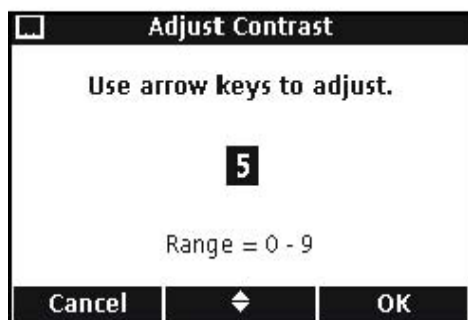 Adjust Contrast
Use arrow keys to adjust.
5
Range = 0 - 9
Cancel OK